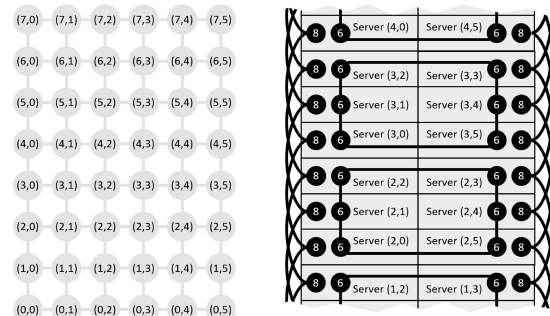 (7,0) (7,1) (7,2) (7,3) (7,4) (7,5)
(6,0) (6,1) (6,2) (6,3) (6,4) (6,5)
(5,0) (5,1) (5,2) (5,3) (5,4) (5,5)
(4,0) (4,1) (4,2) (4,3) (4,4) (4,5)
(3,0) (3,1) (3,2) (3,3) (3,4) (3,5)
(2,0) (2,1) (2,2) (2,3) (2,4) (2,5)
(1,0) (1,1) (1,2) (1,3) (1,4) (1,5)
(0,0) (0,1) (0,2) (0,3) (0,4) (0,5)
8 6 Server (4,0) Server (4,5) 6 8
8 6 Server (3,2) Server (3,3) 6 8
8 6 Server (3,1) Server (3,4) 6 8
8 6 Server (3,0) Server (3,5) 6 8
8 6 Server (2,2) Server (2,3) 6 8
8 6 Server (2,1) Server (2,4) 6 8
8 6 Server (2,0) Server (2,5) 6 8
8 6 Server (1,2) Server (1,3) 6 8